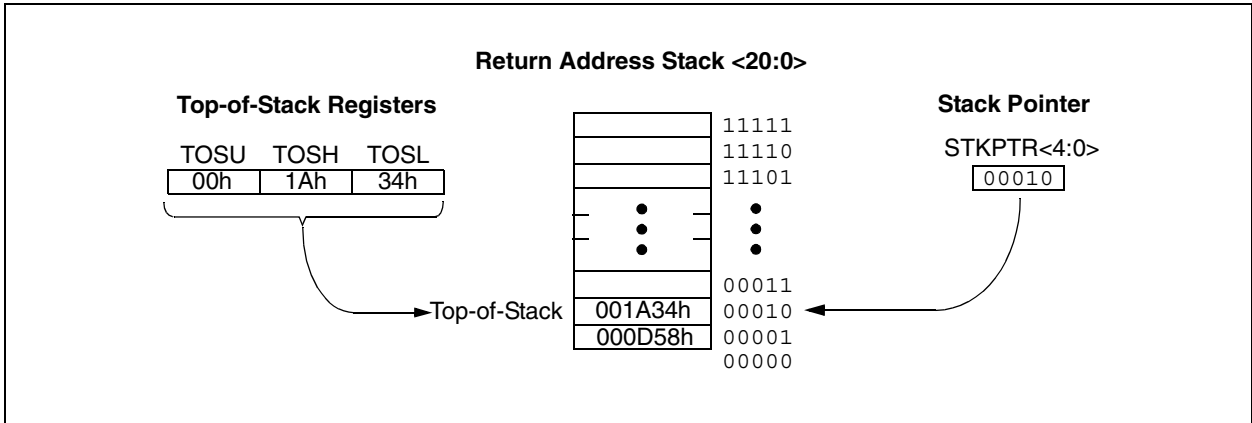 Return Address Stack <20:0>
Top-of-Stack Registers
Stack Pointer
TOSU TOSH TOSL
00h 1Ah 34h
STKPTR<4:0>
00010
11111
11110
11101
00011
Top-of-Stack 001A34h 00010
000D58h 00001
00000